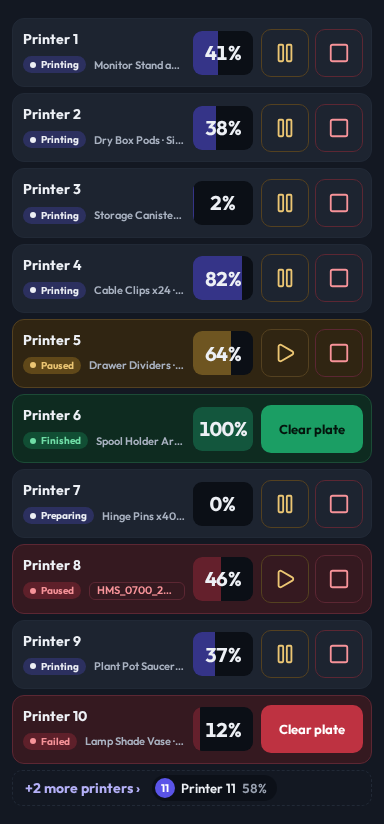 Printer 1
Printing Monitor Stand a... 41%
Printer 2
Printing Dry Box Pods · Si... 38%
Printer 3
Printing Storage Caniste... 2%
Printer 4
Printing Cable Clips x24 ·... 82%
Printer 5
Paused Drawer Dividers ·... 64%
Printer 6
Finished Spool Holder Ar... 100% Clear plate
Printer 7
Preparing Hinge Pins x40... 0%
Printer 8
Paused HMS_0700_2... 46%
Printer 9
Printing Plant Pot Saucer... 37%
Printer 10
Failed Lamp Shade Vase ·... 12% Clear plate
+2 more printers › 11 Printer 11 58%